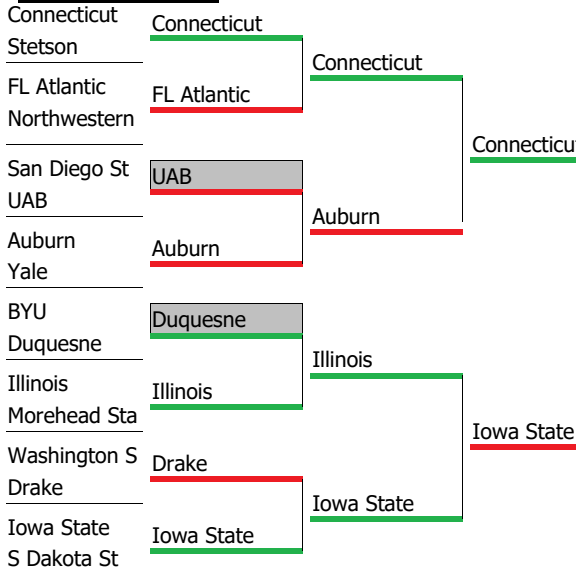 Connecticut
Stetson
FL Atlantic
Northwestern
San Diego St
UAB
Auburn
Yale
BYU
Duquesne
Illinois
Morehead Sta
Washington S
Drake
Iowa State
S Dakota St
Connecticut
FL Atlantic
UAB
Auburn
Duquesne
Illinois
Drake
Iowa State
Connecticut
Auburn
Illinois
Iowa State
Connecticu
Iowa State